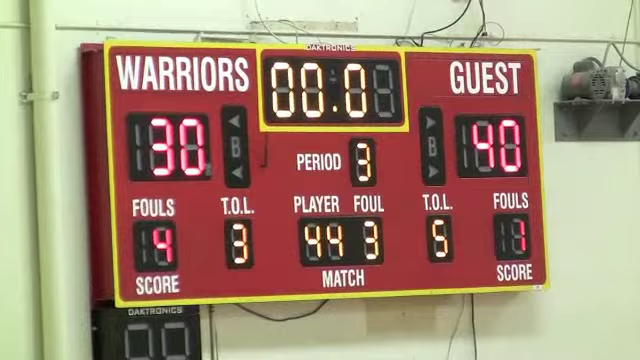 DAKTRONICS
WARRIORS 00.0 GUEST
30 PERIOD 3 40
B B
FOULS T.O.L. PLAYER FOUL T.O.L. FOULS
4 3 44 3 5 1
SCORE MATCH SCORE
DAKTRONICS